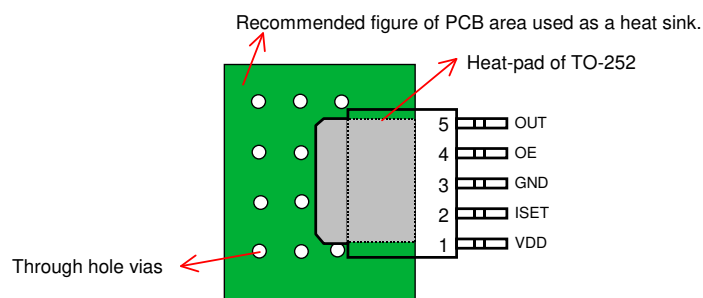 Recommended figure of PCB area used as a heat sink.
Heat-pad of TO-252
5 OUT
4 OE
3 GND
2 ISET
1 VDD
Through hole vias